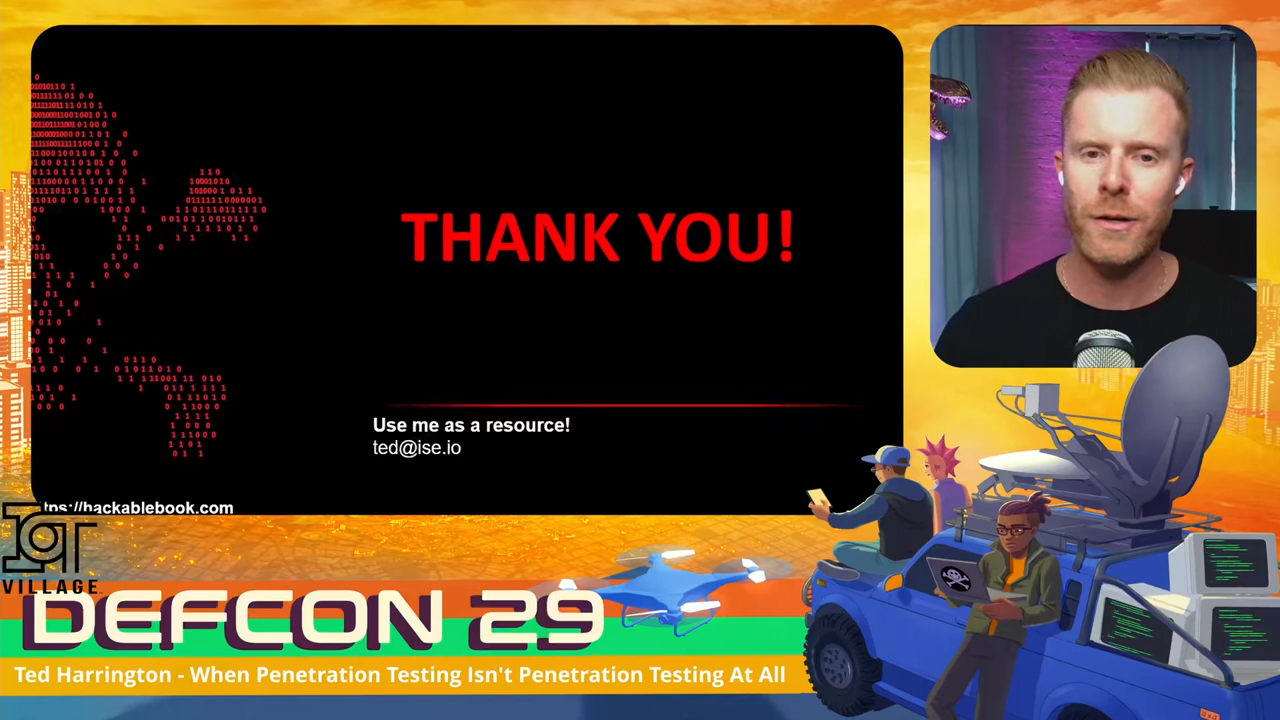 THANK YOU!
Use me as a resource!
ted@ise.io
tps://hackablebook.com
IOT
VILLAGE
DEFCON 29
Ted Harrington - When Penetration Testing Isn't Penetration Testing At All